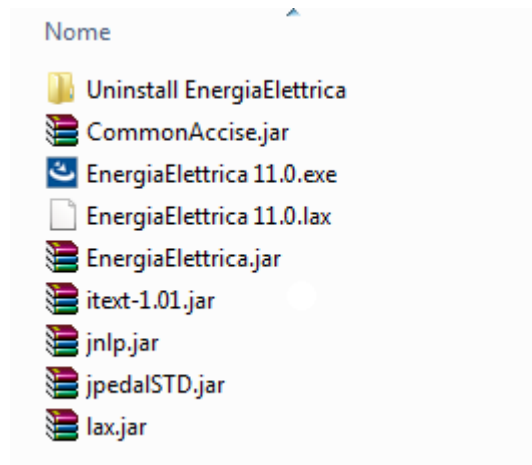 Nome
Uninstall EnergiaElettrica
CommonAccise.jar
EnergiaElettrica 11.0.exe
EnergiaElettrica 11.0.lax
EnergiaElettrica.jar
itext-1.01.jar
jnlp.jar
jpedalSTD.jar
lax.jar